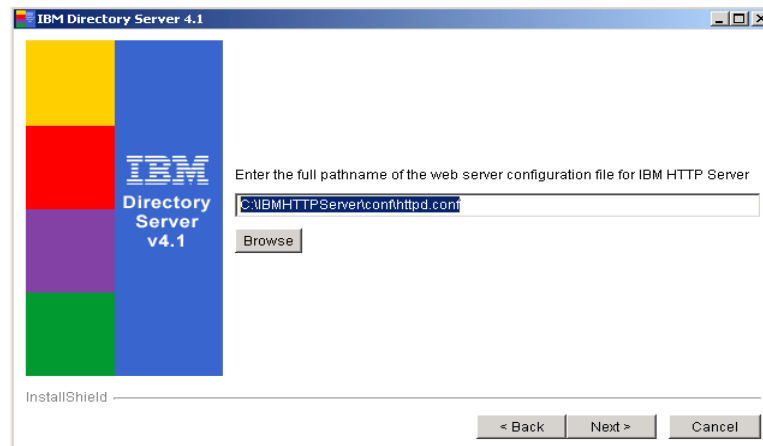 IBM Directory Server 4.1
IBM
Directory
Server
v4.1
Enter the full pathname of the web server configuration file for IBM HTTP Server
C:\IBMHTTPServer\conf\httpd.conf
Browse
InstallShield
< Back
Next >
Cancel